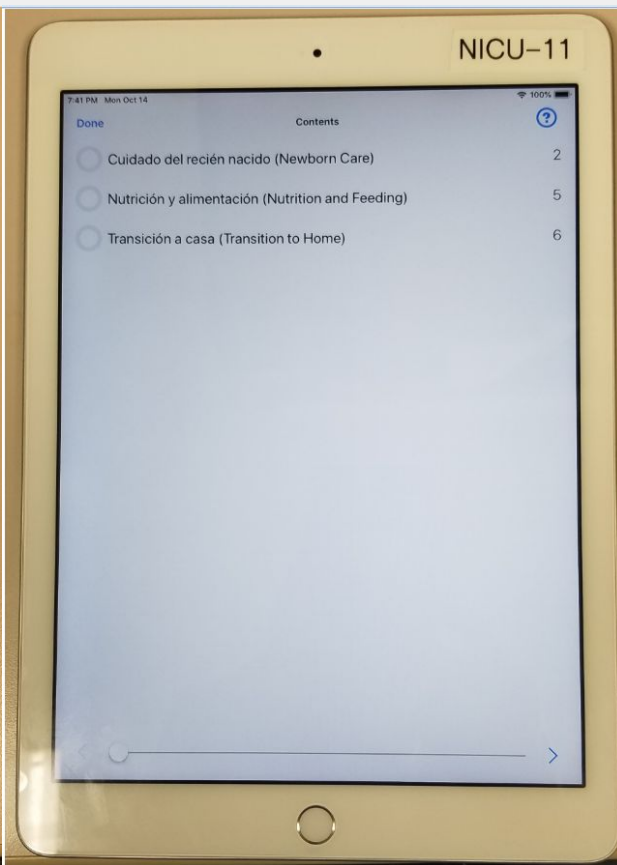 NICU-11
7:41 PM Mon Oct 14 100%
Done Contents ?
Cuidado del recién nacido (Newborn Care) 2
Nutrición y alimentación (Nutrition and Feeding) 5
Transición a casa (Transition to Home) 6